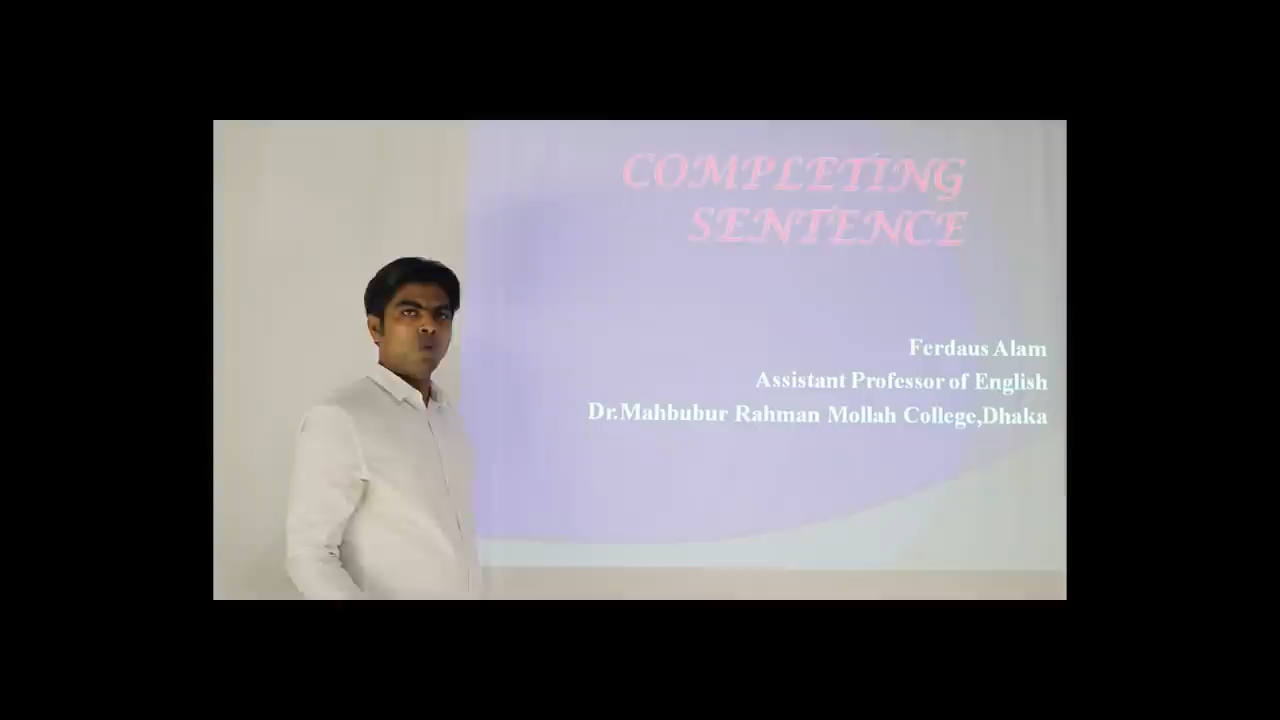 COMPLETING
SENTENCE
Ferdaus Alam
Assistant Professor of English
Dr.Mahbubur Rahman Mollah College,Dhaka